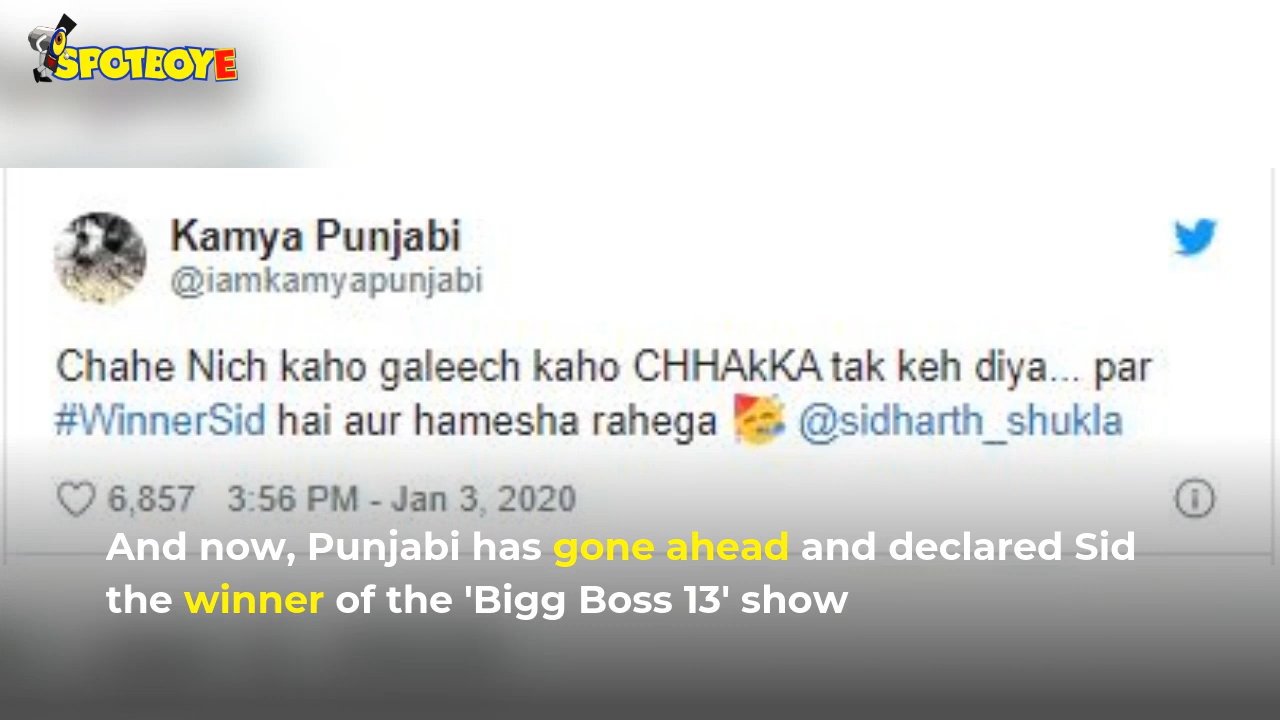 SPOTBOYE
Kamya Punjabi
@iamkamyapunjabi
Chahe Nich kaho galeech kaho CHHAkKA tak keh diya... par
#WinnerSid hai aur hamesha rahega 🥳 @sidharth_shukla
6,857 3:56 PM - Jan 3, 2020
And now, Punjabi has gone ahead and declared Sid
the winner of the 'Bigg Boss 13' show